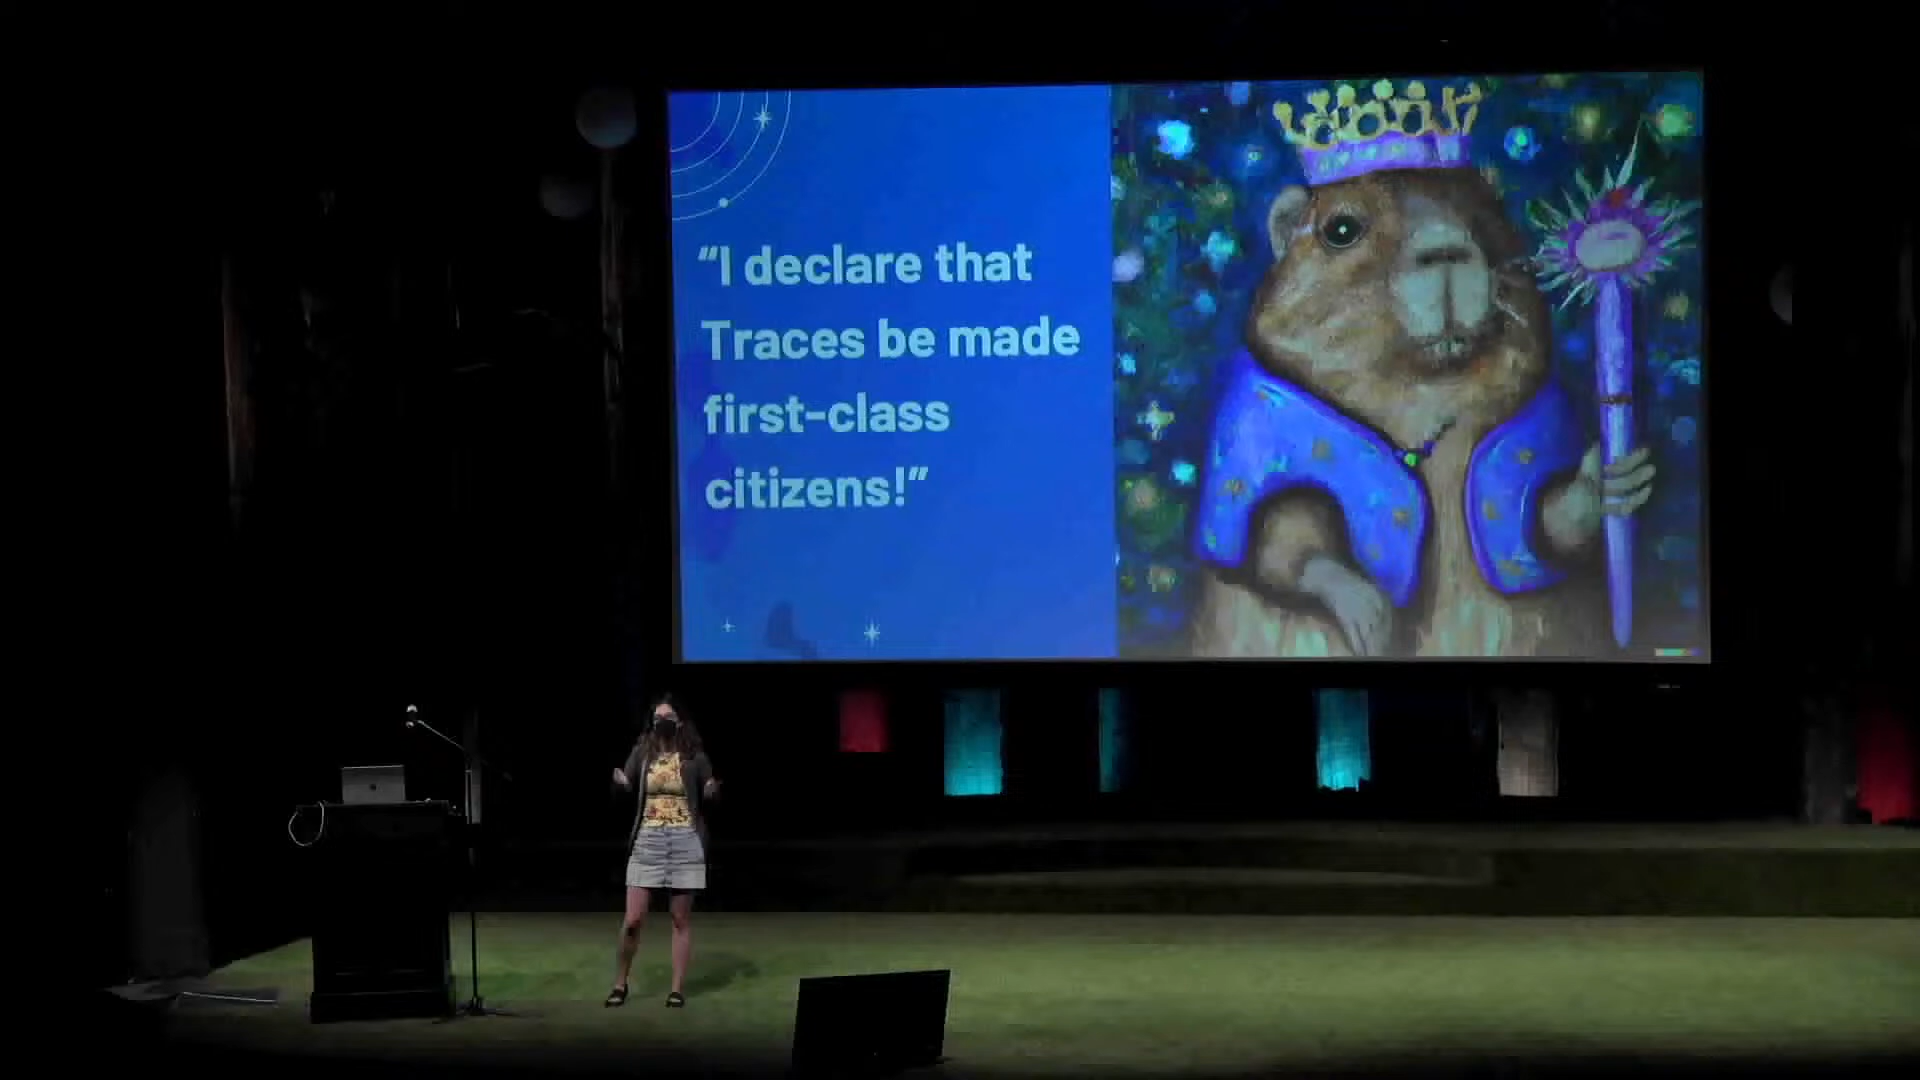 “I declare that
Traces be made
first-class
citizens!”